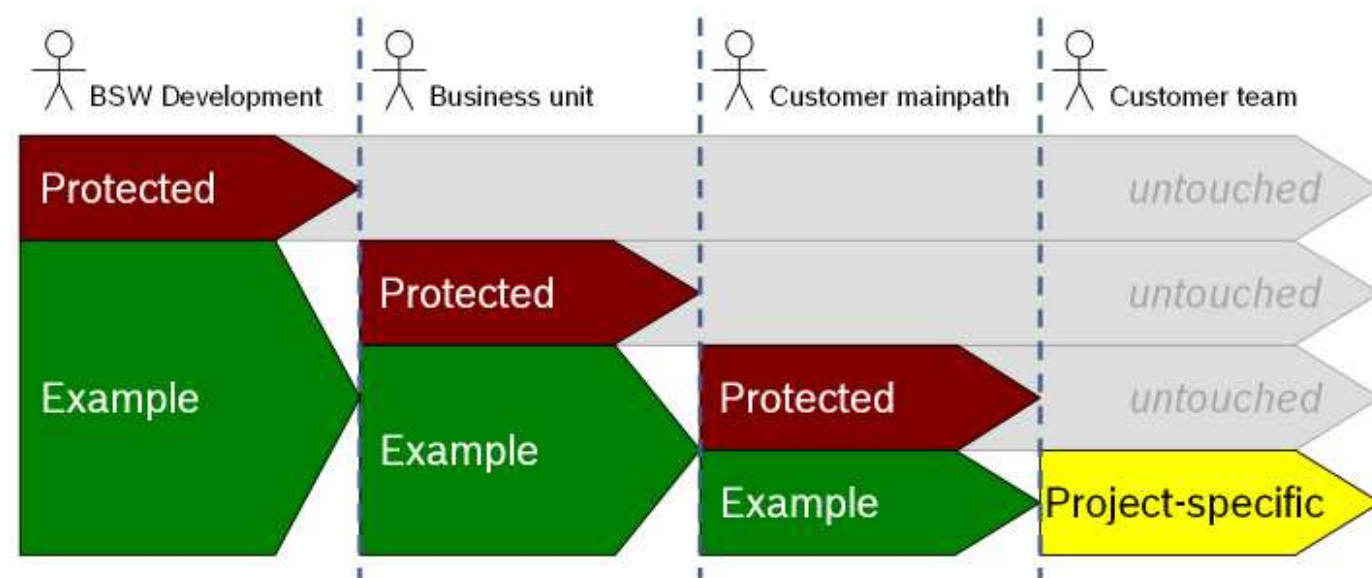 BSW Development
Business unit
Customer mainpath
Customer team
Protected
untouched
Example
Protected
untouched
Example
Protected
untouched
Example
Project-specific